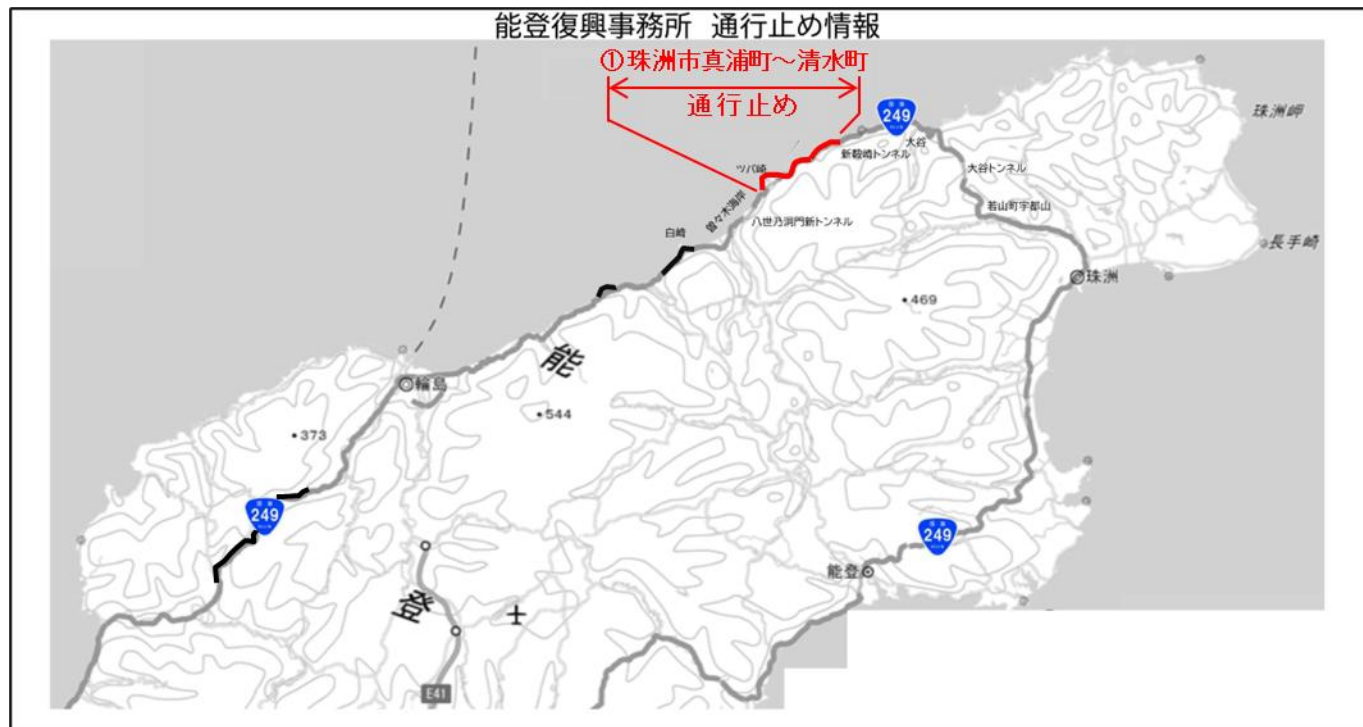 能登復興事務所 通行止め情報
①珠洲市真浦町～清水町
通行止め
249
珠洲岬
大谷
新毅崎トンネル
大谷トンネル
ツバ崎
若山町宇都山
曽々木海岸
八世乃洞門新トンネル
白崎
長手崎
珠洲
469
能
輪島
544
373
249
249
能登
登
E41